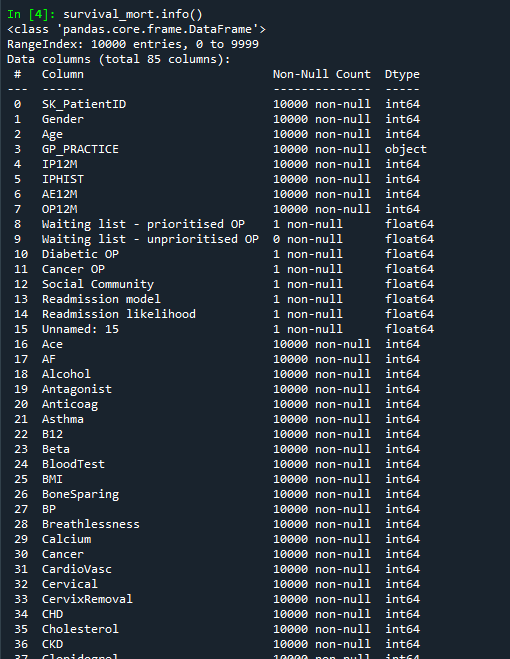 In [4]: survival_mort.info()
<class 'pandas.core.frame.DataFrame'>
RangeIndex: 10000 entries, 0 to 9999
Data columns (total 85 columns):
 #   Column                         Non-Null Count  Dtype
---  ------                         --------------  -----
 0   SK_PatientID                   10000 non-null  int64
 1   Gender                         10000 non-null  int64
 2   Age                            10000 non-null  int64
 3   GP_PRACTICE                    10000 non-null  object
 4   IP12M                          10000 non-null  int64
 5   IPHIST                         10000 non-null  int64
 6   AE12M                          10000 non-null  int64
 7   OP12M                          10000 non-null  int64
 8   Waiting list - prioritised OP  1 non-null      float64
 9   Waiting list - unprioritised OP  0 non-null      float64
 10  Diabetic OP                    1 non-null      float64
 11  Cancer OP                      1 non-null      float64
 12  Social Community               1 non-null      float64
 13  Readmission model              1 non-null      float64
 14  Readmission likelihood         1 non-null      float64
 15  Unnamed: 15                    1 non-null      float64
 16  Ace                            10000 non-null  int64
 17  AF                             10000 non-null  int64
 18  Alcohol                        10000 non-null  int64
 19  Antagonist                     10000 non-null  int64
 20  Anticoag                       10000 non-null  int64
 21  Asthma                         10000 non-null  int64
 22  B12                            10000 non-null  int64
 23  Beta                           10000 non-null  int64
 24  BloodTest                      10000 non-null  int64
 25  BMI                            10000 non-null  int64
 26  BoneSparing                    10000 non-null  int64
 27  BP                             10000 non-null  int64
 28  Breathlessness                 10000 non-null  int64
 29  Calcium                        10000 non-null  int64
 30  Cancer                         10000 non-null  int64
 31  CardioVasc                     10000 non-null  int64
 32  Cervical                       10000 non-null  int64
 33  CervixRemoval                  10000 non-null  int64
 34  CHD                            10000 non-null  int64
 35  Cholesterol                    10000 non-null  int64
 36  CKD                            10000 non-null  int64
 37  Clopidogrel                    10000 non-null  int64